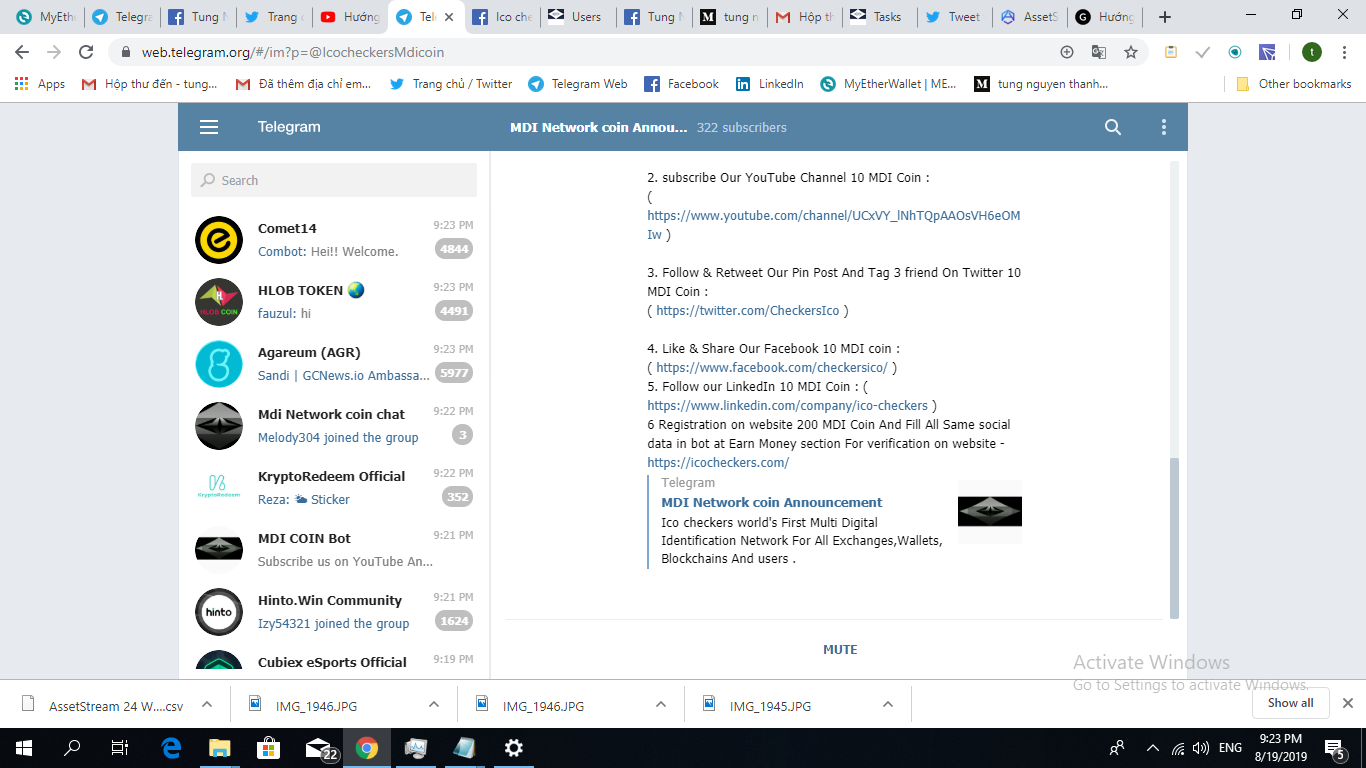 MyEthe
Telegra
Tung N
Trang c
Hướng
Tele
Ico che
Users
Tung N
tung n
Hộp th
Tasks
Tweet
AssetS
Hướng
web.telegram.org/#/im?p=@IcocheckersMdicoin
t
Apps
Hộp thư đến - tung...
Đã thêm địa chỉ em...
Trang chủ / Twitter
Telegram Web
Facebook
LinkedIn
MyEtherWallet | ME...
tung nguyen thanh...
Other bookmarks
Telegram
MDI Network coin Annou... 322 subscribers
Search
Comet14 9:23 PM
Combot: Hei!! Welcome. 4844
HLOB TOKEN 🌏 9:23 PM
fauzul: hi 4491
HLOB COIN
Agareum (AGR) 9:23 PM
Sandi | GCNews.io Ambassa... 5977
Mdi Network coin chat 9:22 PM
Melody304 joined the group 3
KryptoRedeem Official 9:22 PM
Reza: 🌥 Sticker 352
KryptoRedeem
MDI COIN Bot 9:21 PM
Subscribe us on YouTube An...
Hinto.Win Community 9:21 PM
Izy54321 joined the group 1624
hinto
Cubiex eSports Official 9:19 PM
2. subscribe Our YouTube Channel 10 MDI Coin :
(
https://www.youtube.com/channel/UCxVY_lNhTQpAAOsVH6eOM
Iw )
3. Follow & Retweet Our Pin Post And Tag 3 friend On Twitter 10
MDI Coin :
( https://twitter.com/CheckersIco )
4. Like & Share Our Facebook 10 MDI coin :
( https://www.facebook.com/checkersico/ )
5. Follow our LinkedIn 10 MDI Coin : (
https://www.linkedin.com/company/ico-checkers )
6 Registration on website 200 MDI Coin And Fill All Same social
data in bot at Earn Money section For verification on website -
https://icocheckers.com/
Telegram
MDI Network coin Announcement
Ico checkers world's First Multi Digital
Identification Network For All Exchanges,Wallets,
Blockchains And users .
MUTE
Activate Windows
Go to Settings to activate Windows.
AssetStream 24 W....csv
IMG_1946.JPG
IMG_1946.JPG
IMG_1945.JPG
Show all
22
ENG
9:23 PM
8/19/2019
5